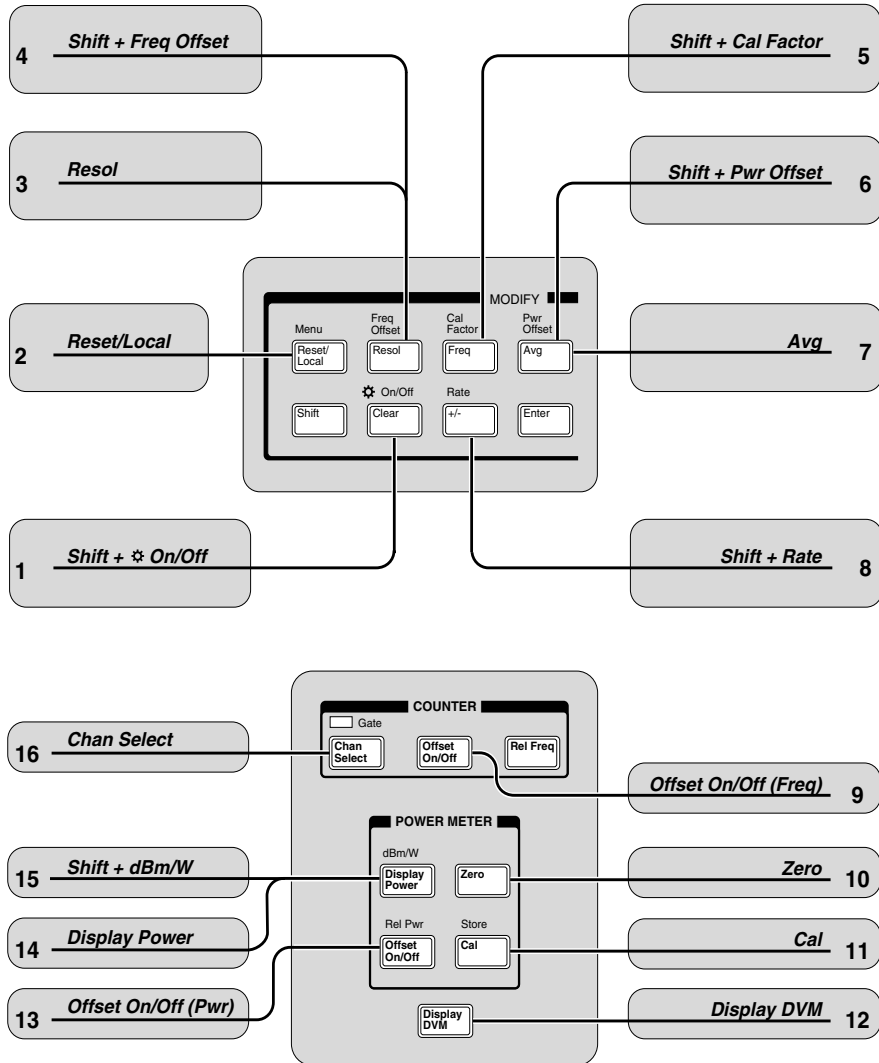 4 Shift + Freq Offset
Shift + Cal Factor 5
3 Resol
Shift + Pwr Offset 6
MODIFY
Menu
Freq
Offset
Cal
Factor
Pwr
Offset
2 Reset/Local
Reset/
Local
Resol
Freq
Avg
Avg 7
On/Off
Rate
Shift
Clear
+/-
Enter
1 Shift + ☼ On/Off
Shift + Rate 8
COUNTER
Gate
16 Chan Select
Chan
Select
Offset
On/Off
Rel Freq
Offset On/Off (Freq) 9
POWER METER
dBm/W
15 Shift + dBm/W
Display
Power
Zero
Zero 10
14 Display Power
Rel Pwr
Store
Offset
On/Off
Cal
Cal 11
13 Offset On/Off (Pwr)
Display
DVM
Display DVM 12